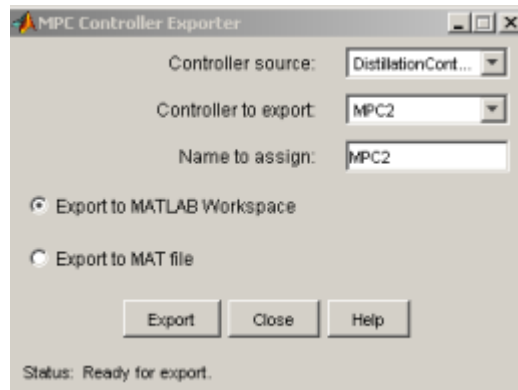 MPC Controller Exporter
Controller source: DistillationCont...
Controller to export: MPC2
Name to assign: MPC2
Export to MATLAB Workspace
Export to MAT file
Export Close Help
Status: Ready for export.